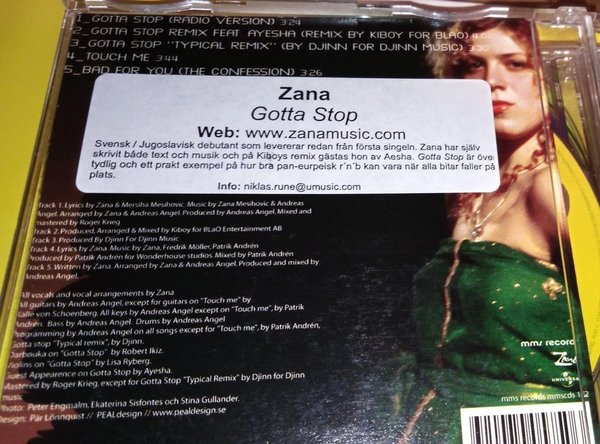 1_GOTTA STOP (RADIO VERSION) 3:24
2_GOTTA STOP REMIX FEAT. AYESHA (REMIX BY KIBOY FOR BLAO)
3_GOTTA STOP "TYPICAL REMIX" (BY DJINN FOR DJINN MUSIC) 3:30
4_TOUCH ME 3:44
5_BAD FOR YOU (THE CONFESSION) 3:26
Zana
Gotta Stop
Web: www.zanamusic.com
Svensk / Jugoslavisk debutant som levererar redan från första singeln. Zana har själv
skrivit både text och musik och på Kiboys remix gästas hon av Aesha. Gotta Stop är öve
tydlig och ett prakt exempel på hur bra pan-eurpeisk r´n´b kan vara när alla bitar faller på
plats.
Info: niklas.rune@umusic.com
Track 1. Lyrics by Zana & Mersiha Mesihovic. Music by Zana Mesihovic & Andreas
Angel. Arranged by Zana & Andreas Angel. Produced by Andreas Angel. Mixed and
mastered by Roger Krieg
Track 2. Produced, Arranged & Mixed by Kiboy for BLaO Entertainment AB
Track 3. Produced By Djinn For Djinn Music
Track 4. Lyrics by Zana. Music by Zana, Fredrik Möller, Patrik Andrén
Produced by Patrik Andrén for Wonderhouse studios. Mixed by Patrik Andrén
Track 5. Written by Zana. Arranged by Zana & Andreas Angel. Produced and mixed by
Andreas Angel.
All vocals and vocal arrangements by Zana
All guitars by Andreas Angel, except for guitars on "Touch me" by
Kalle von Schoenberg. All keys by Andreas Angel except on "Touch me", by Patrik
Andrén. Bass by Andreas Angel. Drums by Andreas Angel
Programming by Andreas Angel on all songs except for "Touch me", by Patrik Andrén,
Gotta stop "Typical remix", by Djinn.
Darbouka on "Gotta Stop" by Robert Ikiz.
Violins on "Gotta Stop" by Lisa Ryberg.
Guest Appearence on Gotta Stop by Ayesha.
Mastered by Roger Krieg, except for Gotta Stop "Typical Remix" by Djinn for Djinn
music
Photo: Peter Engmalm, Ekaterina Sisfontes och Stina Gullander.
Design: Pär Lönnquist // PEALdesign // www.pealdesign.se
mms record
Zana
UNIVERSAL
mms records mmscds